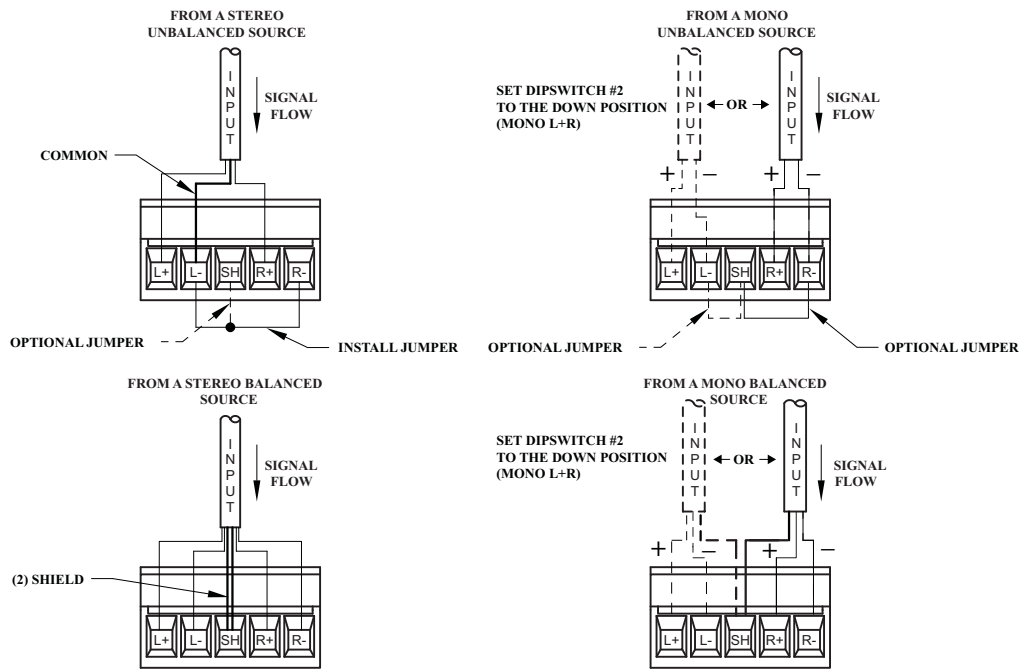 FROM A STEREO
UNBALANCED SOURCE
INPUT
SIGNAL
FLOW
COMMON
L+ L- SH R+ R-
OPTIONAL JUMPER
INSTALL JUMPER
FROM A MONO
UNBALANCED SOURCE
SET DIPSWITCH #2
TO THE DOWN POSITION
(MONO L+R)
INPUT
OR
INPUT
SIGNAL
FLOW
+ − + −
L+ L- SH R+ R-
OPTIONAL JUMPER
OPTIONAL JUMPER
FROM A STEREO BALANCED
SOURCE
INPUT
SIGNAL
FLOW
(2) SHIELD
L+ L- SH R+ R-
FROM A MONO BALANCED
SOURCE
SET DIPSWITCH #2
TO THE DOWN POSITION
(MONO L+R)
INPUT
OR
INPUT
SIGNAL
FLOW
+ − + −
L+ L- SH R+ R-